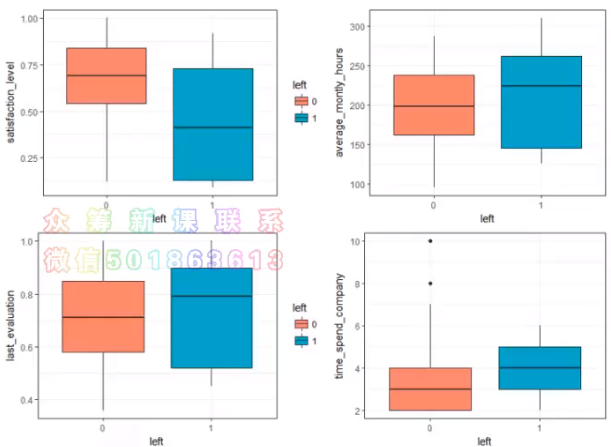 satisfaction_level
1.00
0.75
0.50
0.25
0
1
left
left
0
1
average_montly_hours
300
250
200
150
100
0
1
left
众筹新课联系
微信501863613
last_evaluation
1.0
0.8
0.6
0.4
0
1
left
left
0
1
time_spend_company
10
8
6
4
2
0
1
left